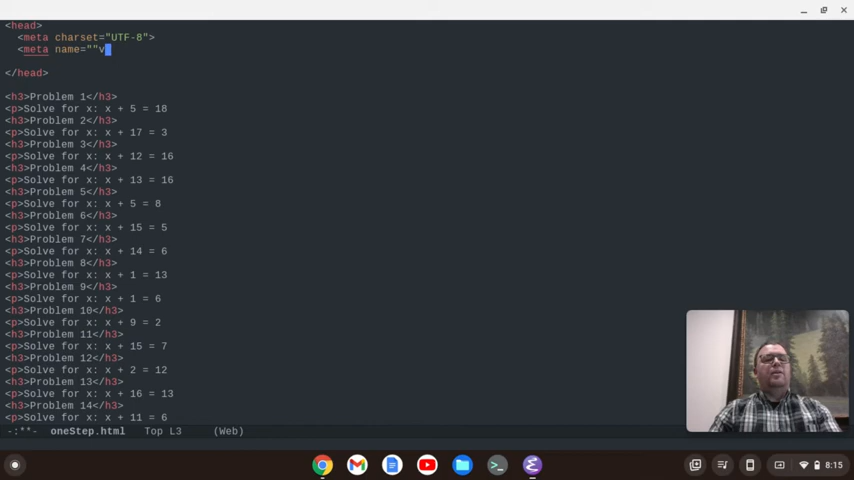 <head>
<meta charset="UTF-8">
<meta name=""v
</head>
<h3>Problem 1</h3>
<p>Solve for x: x + 5 = 18
<h3>Problem 2</h3>
<p>Solve for x: x + 17 = 3
<h3>Problem 3</h3>
<p>Solve for x: x + 12 = 16
<h3>Problem 4</h3>
<p>Solve for x: x + 13 = 16
<h3>Problem 5</h3>
<p>Solve for x: x + 5 = 8
<h3>Problem 6</h3>
<p>Solve for x: x + 15 = 5
<h3>Problem 7</h3>
<p>Solve for x: x + 14 = 6
<h3>Problem 8</h3>
<p>Solve for x: x + 1 = 13
<h3>Problem 9</h3>
<p>Solve for x: x + 1 = 6
<h3>Problem 10</h3>
<p>Solve for x: x + 9 = 2
<h3>Problem 11</h3>
<p>Solve for x: x + 15 = 7
<h3>Problem 12</h3>
<p>Solve for x: x + 2 = 12
<h3>Problem 13</h3>
<p>Solve for x: x + 16 = 13
<h3>Problem 14</h3>
<p>Solve for x: x + 11 = 6
-:**- oneStep.html Top L3 (Web)
8:15